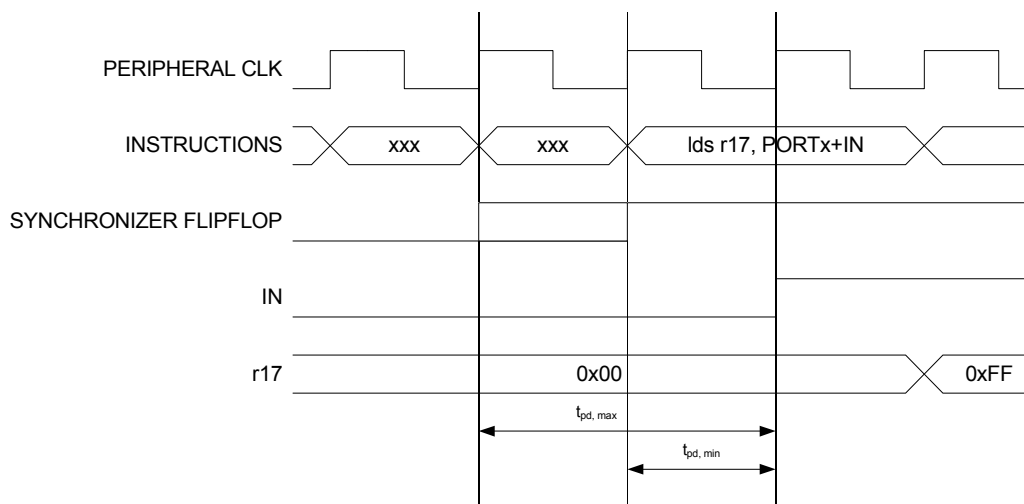 PERIPHERAL CLK
INSTRUCTIONS xxx xxx lds r17, PORTx+IN
SYNCHRONIZER FLIPFLOP
IN
r17 0x00 0xFF
tpd, max
tpd, min